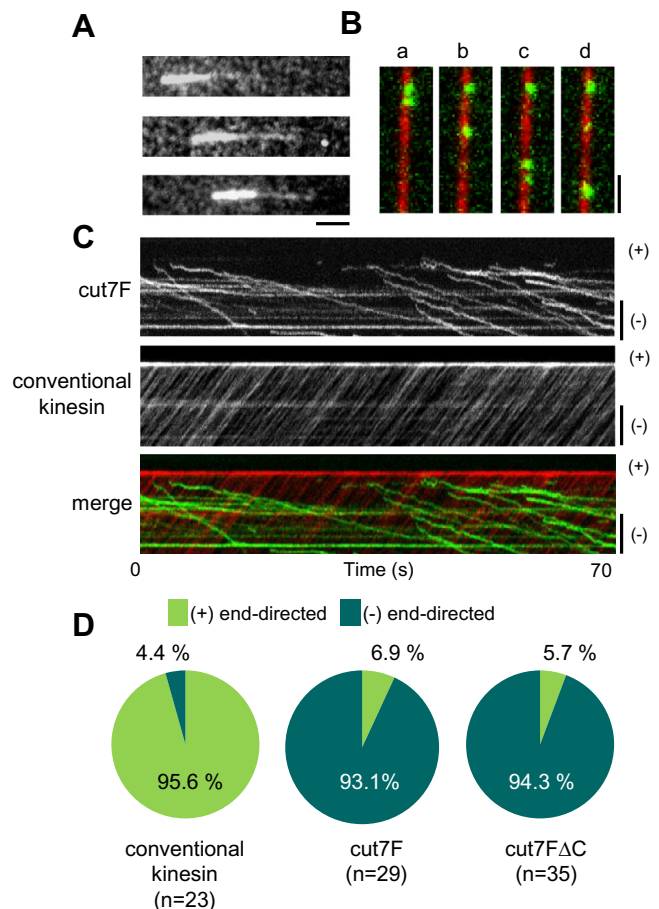 A
B
a b c d
C
cut7F
(+)
(-)
conventional
kinesin
(+)
(-)
merge
(+)
(-)
0 Time (s) 70
(+) end-directed (-) end-directed
D
4.4 % 6.9 % 5.7 %
95.6 % 93.1% 94.3 %
conventional
kinesin
(n=23)
cut7F
(n=29)
cut7FΔC
(n=35)